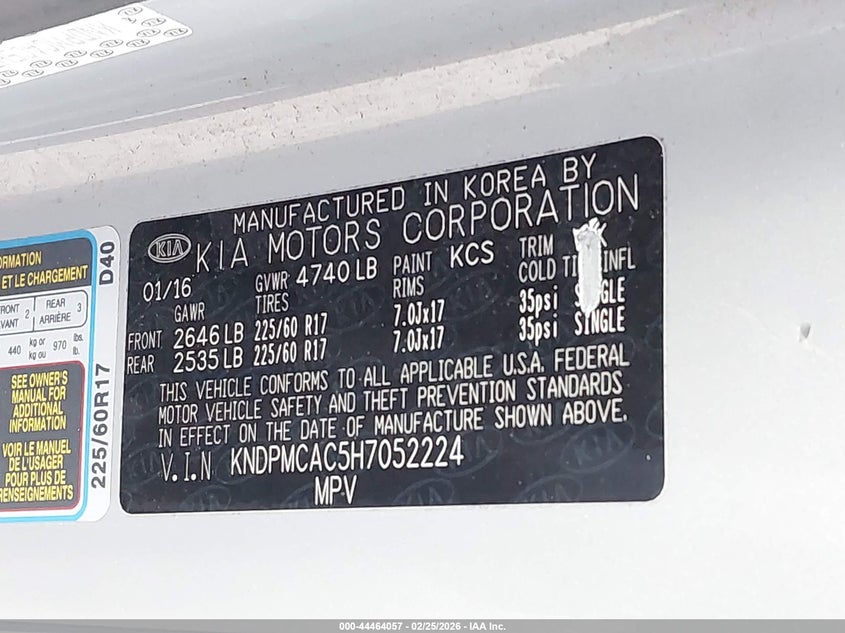 MANUFACTURED IN KOREA BY
KIA KIA MOTORS CORPORATION
01/16 GVWR 4740 LB PAINT KCS TRIM
GAWR TIRES RIMS COLD INFL
FRONT 2646 LB 225/60 R17 7.0Jx17 35psi SINGLE
REAR 2535 LB 225/60 R17 7.0Jx17 35psi SINGLE
THIS VEHICLE CONFORMS TO ALL APPLICABLE U.S.A. FEDERAL
MOTOR VEHICLE SAFETY AND THEFT PREVENTION STANDARDS
IN EFFECT ON THE DATE OF MANUFACTURE SHOWN ABOVE.
V.I.N KNDPMCAC5H7052224
MPV
ET LE CHARGEMENT
2
REAR 3
ARRIÈRE
440 kg or 970 lbs.
kg ou lb.
SEE OWNER'S
MANUAL FOR
ADDITIONAL
INFORMATION
VOIR LE MANUEL
DE L'USAGER
POUR PLUS DE
RENSEIGNEMENTS
225/60R17 D40
000-44464057 - 02/25/2026 - IAA Inc.